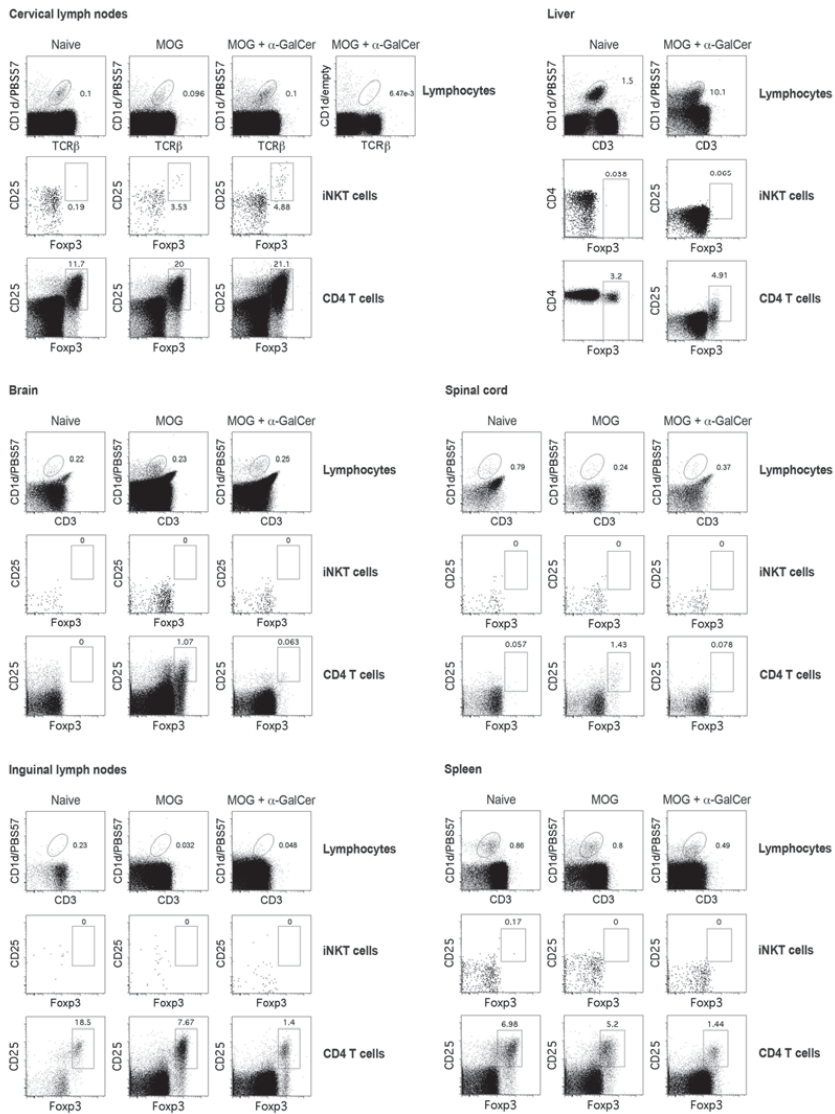 Cervical lymph nodes
Naive MOG MOG + α-GalCer MOG + α-GalCer
CD1d/PBS57 0.1 CD1d/PBS57 0.096 CD1d/PBS57 0.1 CD1d/empty 6.47e-3 Lymphocytes
TCRβ TCRβ TCRβ TCRβ
CD25 0.19 CD25 3.53 CD25 4.88 iNKT cells
Foxp3 Foxp3 Foxp3
11.7 20 21.1
CD25 CD25 CD25 CD4 T cells
Foxp3 Foxp3 Foxp3
Liver
Naive MOG + α-GalCer
CD1d/PBS57 1.5 CD1d/PBS57 10.1 Lymphocytes
CD3 CD3
0.038 0.065
CD4 CD25 iNKT cells
Foxp3 Foxp3
3.2 4.91
CD4 CD25 CD4 T cells
Foxp3 Foxp3
Brain
Naive MOG MOG + α-GalCer
CD1d/PBS57 0.22 CD1d/PBS57 0.23 CD1d/PBS57 0.25 Lymphocytes
CD3 CD3 CD3
0 0 0
CD25 CD25 CD25 iNKT cells
Foxp3 Foxp3 Foxp3
0 1.07 0.063
CD25 CD25 CD25 CD4 T cells
Foxp3 Foxp3 Foxp3
Spinal cord
Naive MOG MOG + α-GalCer
CD1d/PBS57 0.79 CD1d/PBS57 0.24 CD1d/PBS57 0.37 Lymphocytes
CD3 CD3 CD3
0 0 0
CD25 CD25 CD25 iNKT cells
Foxp3 Foxp3 Foxp3
0.057 1.43 0.078
CD25 CD25 CD25 CD4 T cells
Foxp3 Foxp3 Foxp3
Inguinal lymph nodes
Naive MOG MOG + α-GalCer
CD1d/PBS57 0.23 CD1d/PBS57 0.032 CD1d/PBS57 0.048 Lymphocytes
CD3 CD3 CD3
0 0 0
CD25 CD25 CD25 iNKT cells
Foxp3 Foxp3 Foxp3
18.5 7.67 1.4
CD25 CD25 CD25 CD4 T cells
Foxp3 Foxp3 Foxp3
Spleen
Naive MOG MOG + α-GalCer
CD1d/PBS57 0.86 CD1d/PBS57 0.8 CD1d/PBS57 0.49 Lymphocytes
CD3 CD3 CD3
0.17 0 0
CD25 CD25 CD25 iNKT cells
Foxp3 Foxp3 Foxp3
6.98 5.2 1.44
CD25 CD25 CD25 CD4 T cells
Foxp3 Foxp3 Foxp3